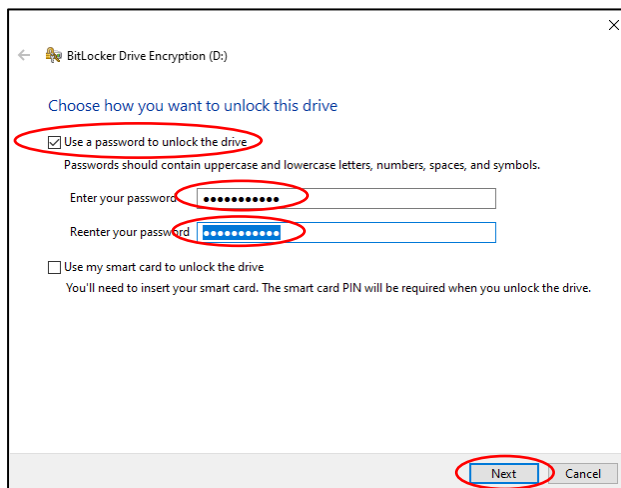 BitLocker Drive Encryption (D:)
Choose how you want to unlock this drive
Use a password to unlock the drive
Passwords should contain uppercase and lowercase letters, numbers, spaces, and symbols.
Enter your password
Reenter your password
Use my smart card to unlock the drive
You'll need to insert your smart card. The smart card PIN will be required when you unlock the drive.
Next Cancel